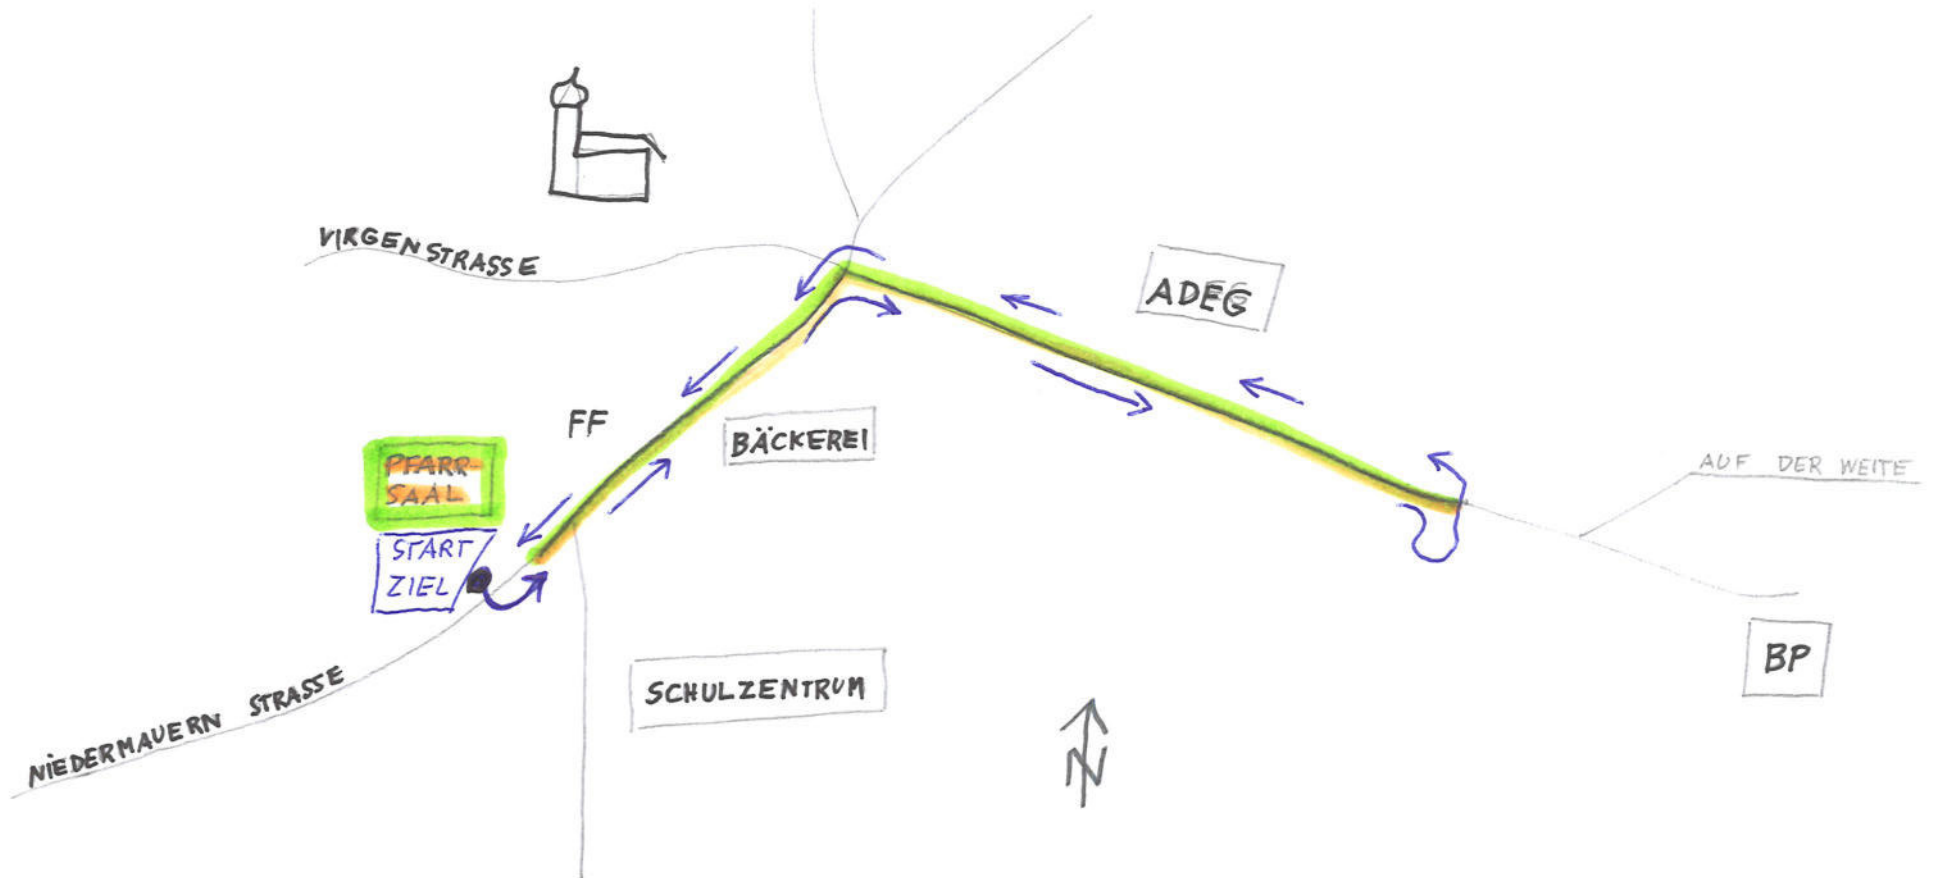 VIRGENSTRASSE
ADEG
FF
BÄCKEREI
PFARR-
SAAL
AUF DER WEITE
START
ZIEL
BP
SCHULZENTRUM
NIEDERMAUERN STRASSE
N